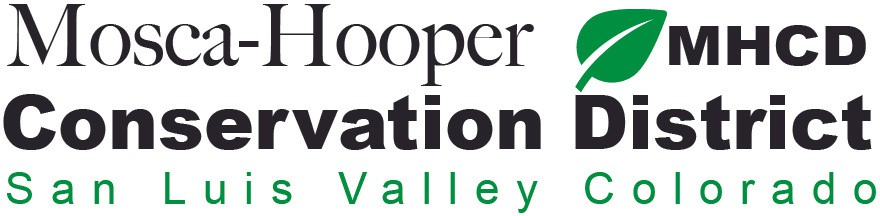 Mosca-Hooper MHCD
Conservation District
San Luis Valley Colorado